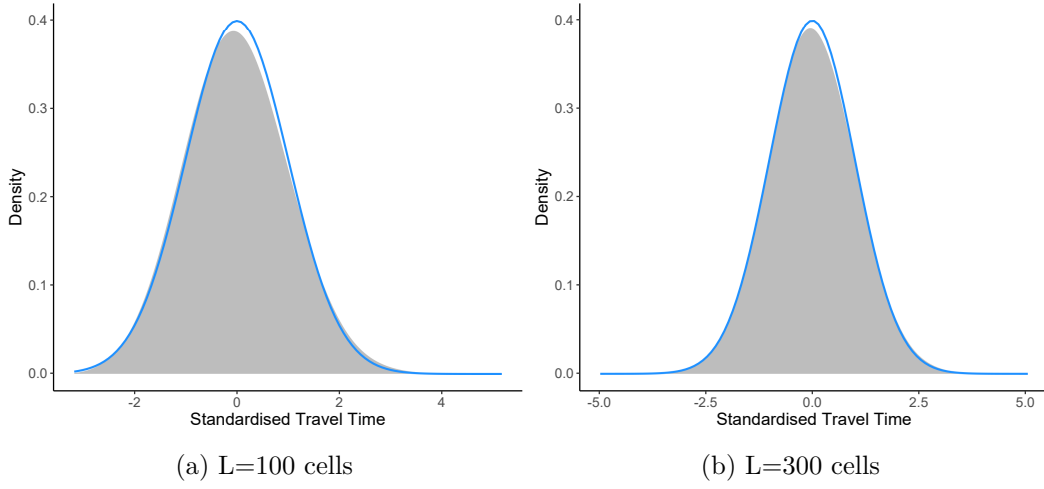 0.4
0.3
0.2
0.1
0.0
Density
-2 0 2 4
Standardised Travel Time
(a) L=100 cells
0.4
0.3
0.2
0.1
0.0
Density
-5.0 -2.5 0.0 2.5 5.0
Standardised Travel Time
(b) L=300 cells